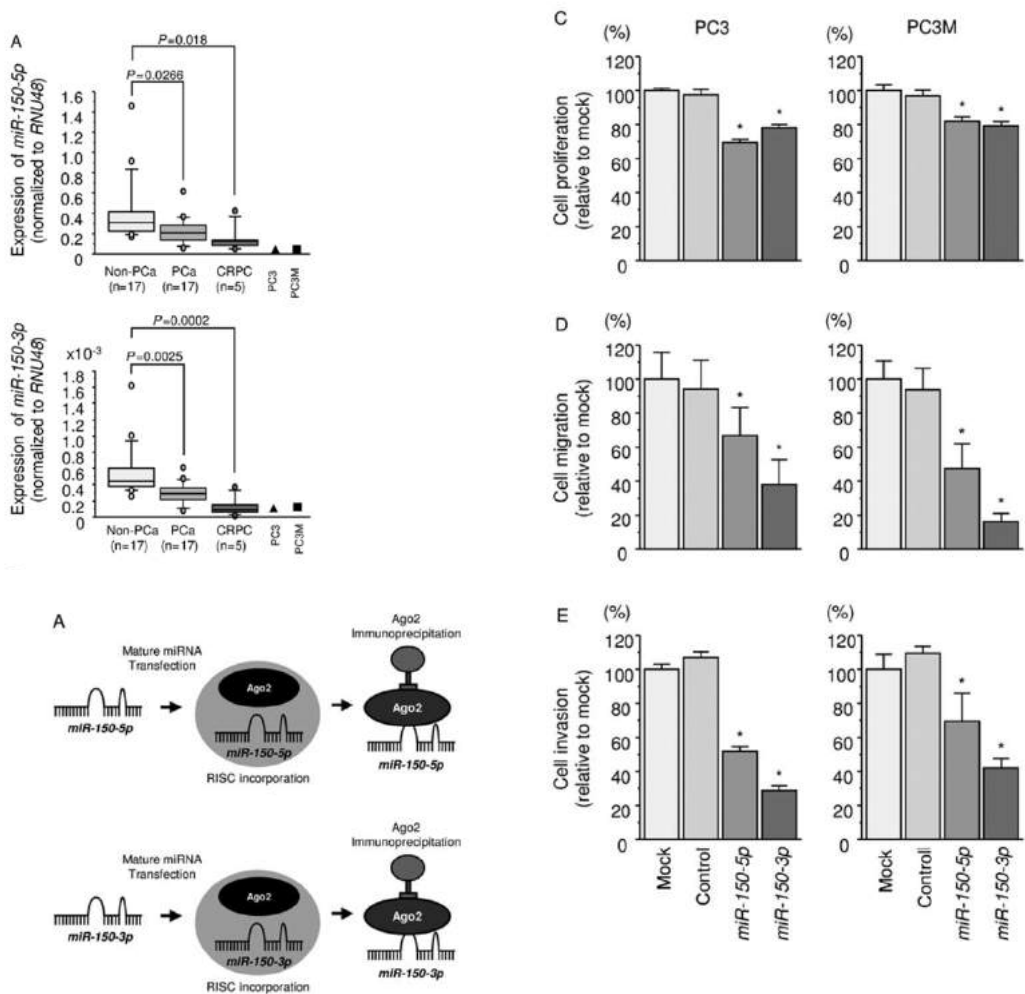 A
P=0.018
P=0.0266
Expression of miR-150-5p
(normalized to RNU48)
1.6
1.2
0.8
0.6
0.4
0.2
0
Non-PCa
(n=17)
PCa
(n=17)
CRPC
(n=5)
PC3
PC3M
P=0.0002
P=0.0025
x10-3
Expression of miR-150-3p
(normalized to RNU48)
1.8
1.6
1.2
0.8
0.6
0.4
0.2
0
Non-PCa
(n=17)
PCa
(n=17)
CRPC
(n=5)
PC3
PC3M
A
Mature miRNA
Transfection
miR-150-5p
Ago2
miR-150-5p
RISC incorporation
Ago2
Immunoprecipitation
Ago2
miR-150-5p
Mature miRNA
Transfection
miR-150-3p
Ago2
miR-150-3p
RISC incorporation
Ago2
Immunoprecipitation
Ago2
miR-150-3p
C
PC3
PC3M
(%)
(%)
Cell proliferation
(relative to mock)
120
100
80
60
40
20
0
*
*
120
100
80
60
40
20
0
*
*
D
(%)
(%)
Cell migration
(relative to mock)
120
100
80
60
40
20
0
*
*
120
100
80
60
40
20
0
*
*
E
(%)
(%)
Cell invasion
(relative to mock)
120
100
80
60
40
20
0
*
*
120
100
80
60
40
20
0
*
*
Mock
Control
miR-150-5p
miR-150-3p
Mock
Controll
miR-150-5p
miR-150-3p